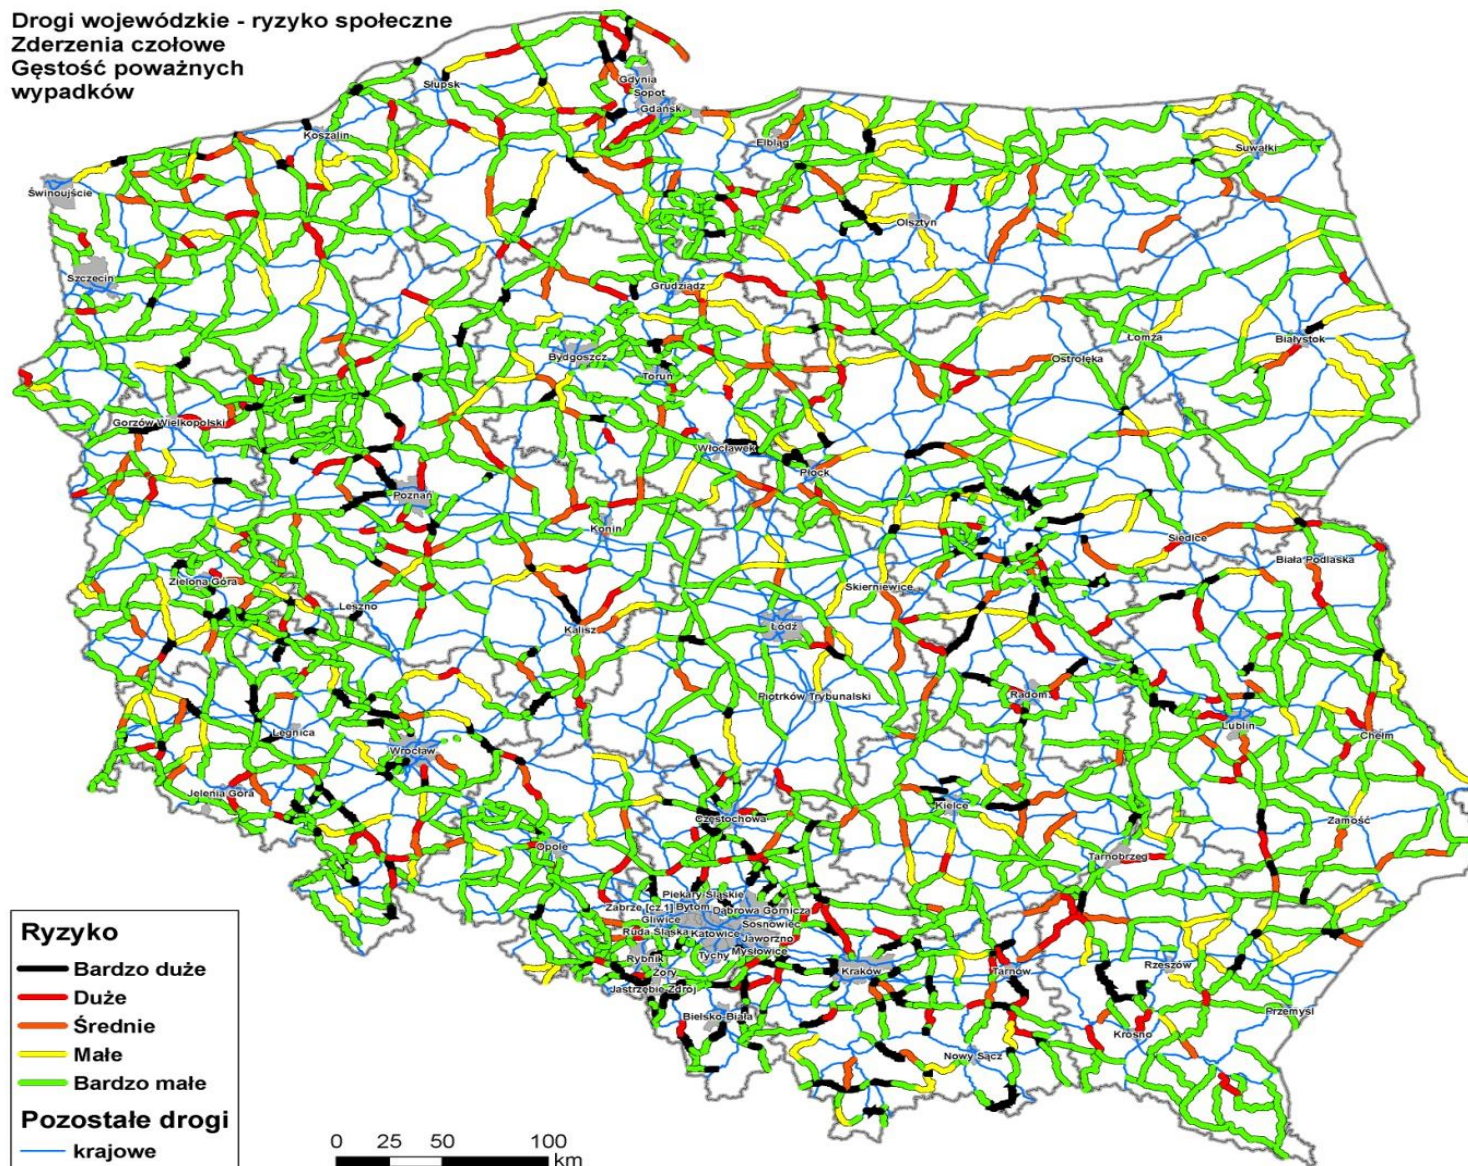 Drogi wojewódzkie - ryzyko społeczne
Zderzenia czołowe
Gęstość poważnych
wypadków
Słupsk
Gdynia
Sopot
Gdańsk
Koszalin
Elbląg
Suwałki
Świnoujście
Olsztyn
Szczecin
Grudziądz
Bydgoszcz
Łomża
Białystok
Ostrołęka
Toruń
Gorzów Wielkopolski
Włocławek
Płock
Poznań
Konin
Siedlce
Biała Podlaska
Zielona Góra
Skierniewice
Leszno
Kalisz
Łódź
Piotrków Trybunalski
Radom
Lublin
Chełm
Legnica
Wrocław
Jelenia Góra
Kielce
Częstochowa
Zamość
Opole
Tarnobrzeg
Piekary Śląskie
Zabrze [cz.1]
Bytom
Dąbrowa Górnicza
Gliwice
Sosnowiec
Ruda Śląska
Katowice
Jaworzno
Mysłowice
Tychy
Rybnik
Żory
Kraków
Tarnów
Rzeszów
Jastrzębie-Zdrój
Bielsko-Biała
Przemyśl
Krosno
Nowy Sącz
Ryzyko
Bardzo duże
Duże
Średnie
Małe
Bardzo małe
Pozostałe drogi
krajowe
0 25 50 100
km